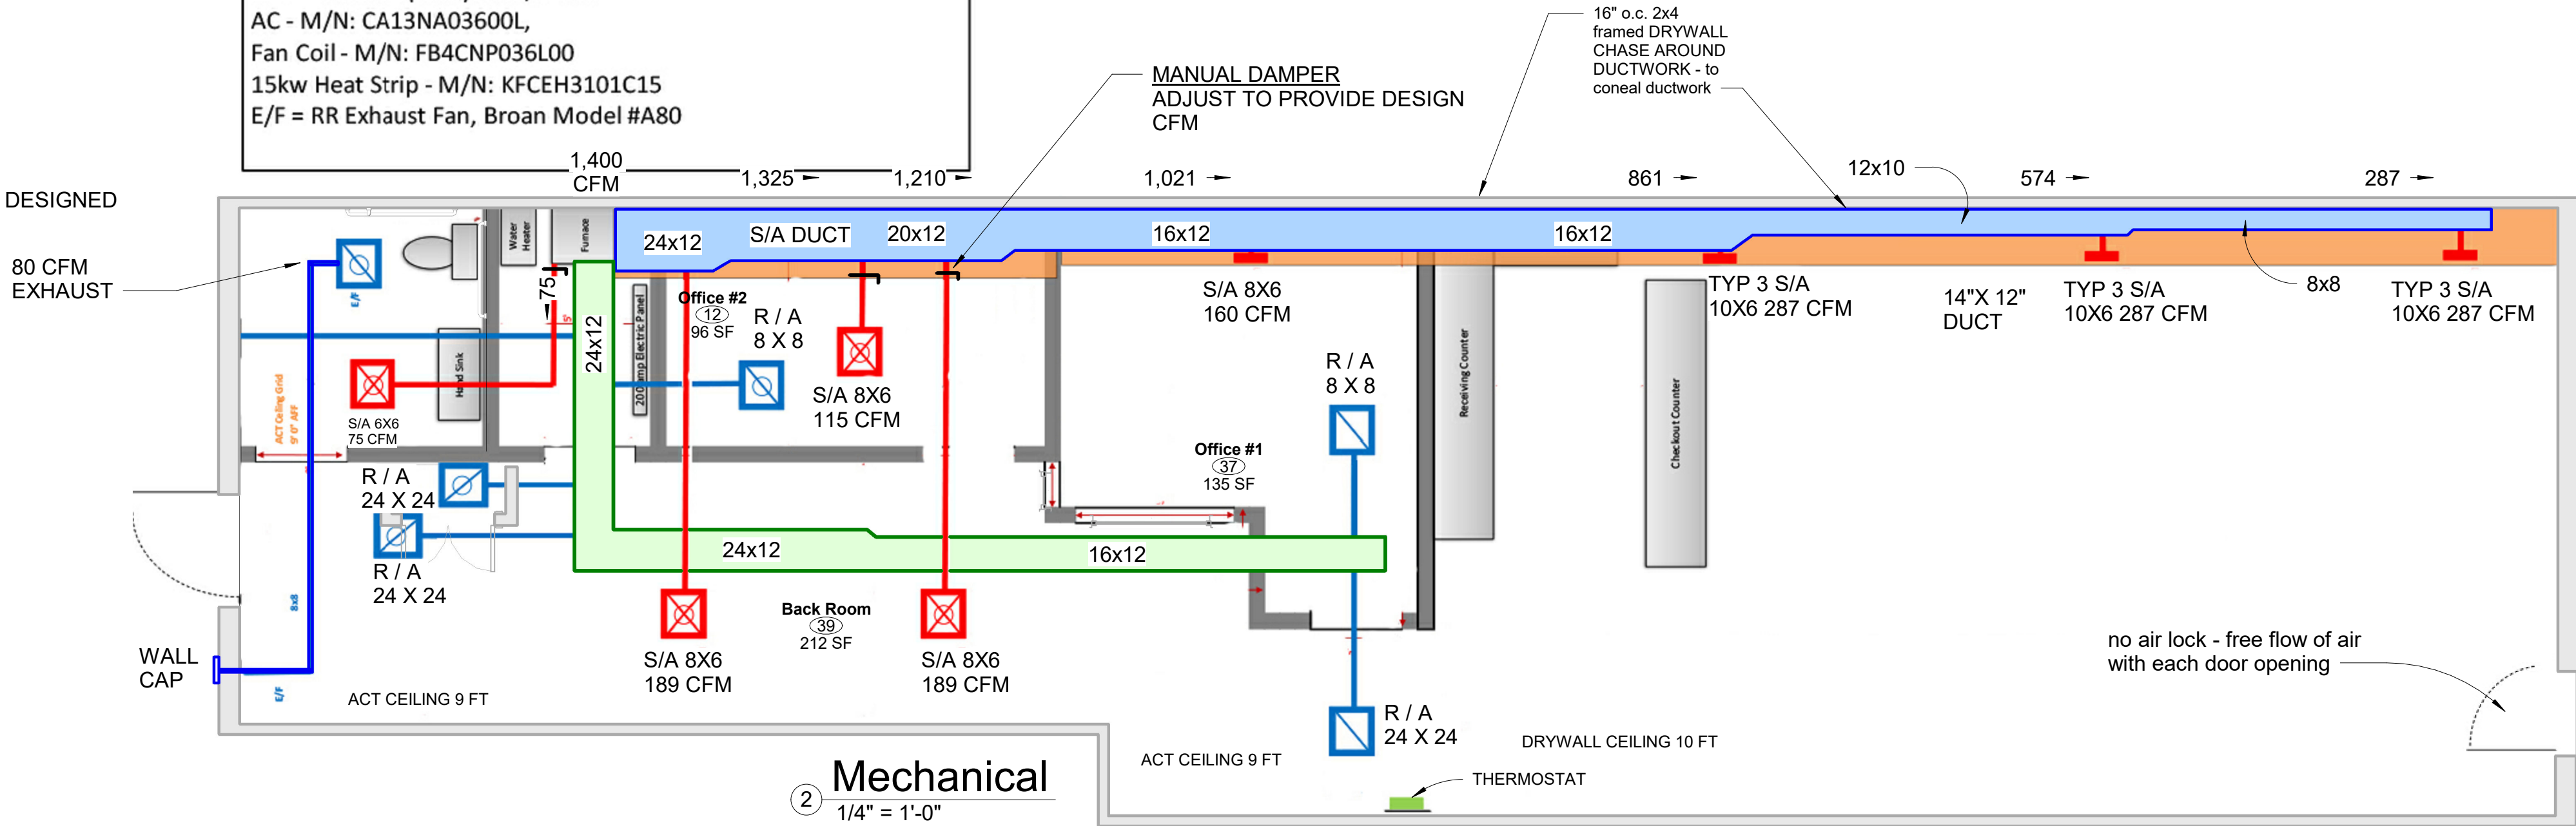 AC - M/N: CA13NA03600L,
Fan Coil - M/N: FB4CNP036L00
15kw Heat Strip - M/N: KFCEH3101C15
E/F = RR Exhaust Fan, Broan Model #A80
16" o.c. 2x4
framed DRYWALL
CHASE AROUND
DUCTWORK - to
coneal ductwork
MANUAL DAMPER
ADJUST TO PROVIDE DESIGN
CFM
1,400
CFM
1,325
1,210
1,021
861
12x10
574
287
DESIGNED
80 CFM
EXHAUST
Water
Heater
Furnace
24x12
S/A DUCT
20x12
16x12
16x12
E/F
75
5'
24x12
200amp Electric Panel
Office #2
12
96 SF
R / A
8 X 8
S/A 8X6
115 CFM
S/A 8X6
160 CFM
TYP 3 S/A
10X6 287 CFM
14"X 12"
DUCT
TYP 3 S/A
10X6 287 CFM
8x8
TYP 3 S/A
10X6 287 CFM
Hand Sink
ACT Ceiling Grid
9' 0" AFF
S/A 6X6
75 CFM
R / A
8 X 8
Receiving Counter
Checkout Counter
Office #1
37
135 SF
R / A
24 X 24
R / A
24 X 24
24x12
16x12
8x8
Back Room
39
212 SF
S/A 8X6
189 CFM
S/A 8X6
189 CFM
WALL
CAP
E/F
ACT CEILING 9 FT
no air lock - free flow of air
with each door opening
R / A
24 X 24
DRYWALL CEILING 10 FT
ACT CEILING 9 FT
THERMOSTAT
2
Mechanical
1/4" = 1'-0"